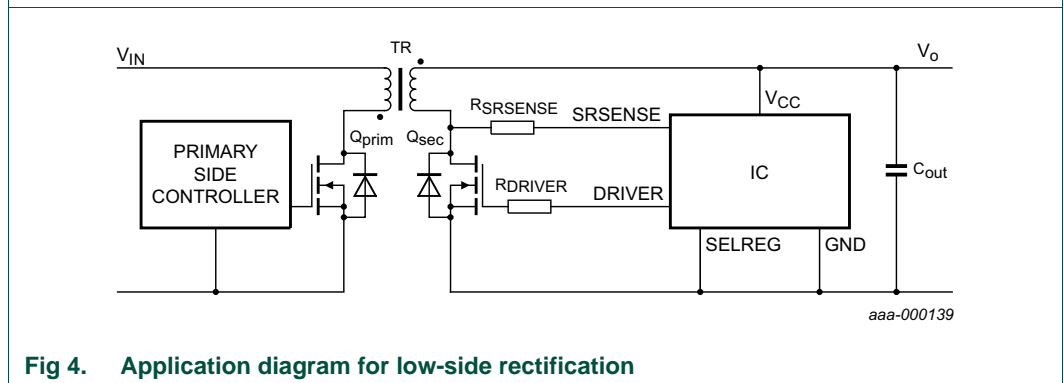 TR
V_IN
V_o
R_SRSENSE
SRSENSE
V_CC
Q_prim
Q_sec
PRIMARY
SIDE
CONTROLLER
R_DRIVER
DRIVER
IC
C_out
SELREG
GND
aaa-000139
Fig 4. Application diagram for low-side rectification